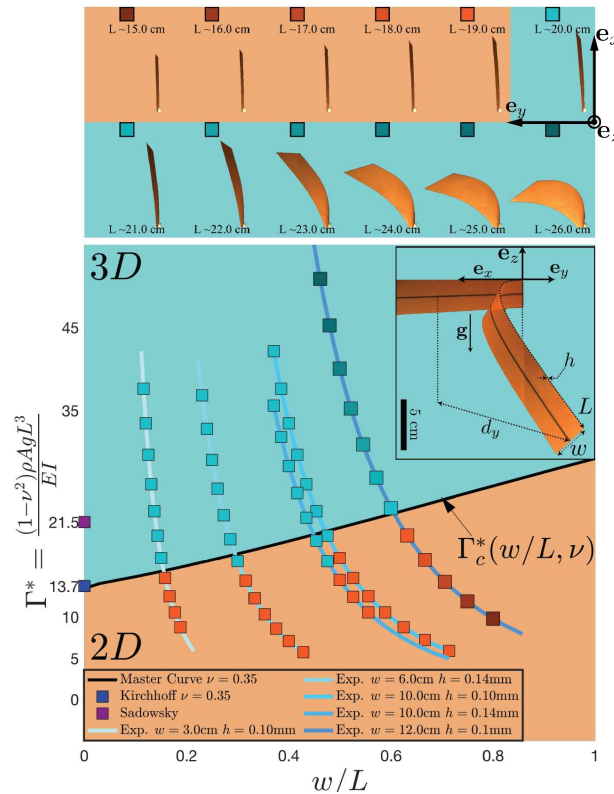 L ~15.0 cm L ~16.0 cm L ~17.0 cm L ~18.0 cm L ~19.0 cm L ~20.0 cm
e_x
e_y
L ~21.0 cm L ~22.0 cm L ~23.0 cm L ~24.0 cm L ~25.0 cm L ~26.0 cm
3D
e_z
e_x e_y
g
h
5 cm
d_y
L
w
45
35
21.5
13.7
10
5
0
Γ* = (1−ν²)ρAgL³ / EI
Γ*_c(w/L, ν)
2D
Master Curve ν = 0.35
Kirchhoff ν = 0.35
Sadowsky
Exp. w = 3.0cm h = 0.10mm
Exp. w = 6.0cm h = 0.14mm
Exp. w = 10.0cm h = 0.10mm
Exp. w = 10.0cm h = 0.14mm
Exp. w = 12.0cm h = 0.1mm
0 0.2 0.4 0.6 0.8 1
w/L